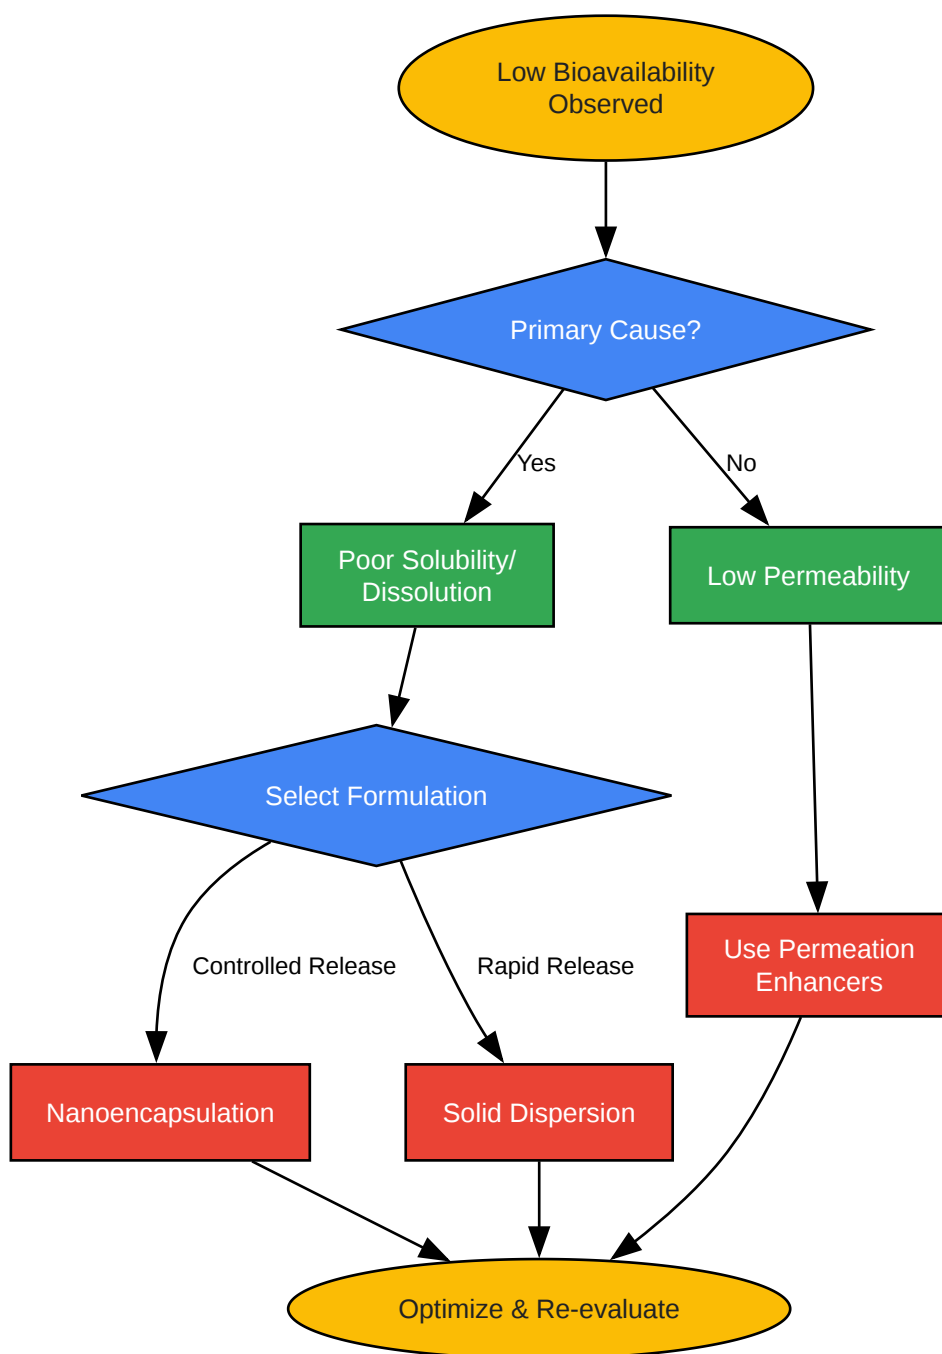 Low Bioavailability
Observed
Primary Cause?
Yes
No
Poor Solubility/
Dissolution
Low Permeability
Select Formulation
Use Permeation
Enhancers
Controlled Release
Rapid Release
Nanoencapsulation
Solid Dispersion
Optimize & Re-evaluate